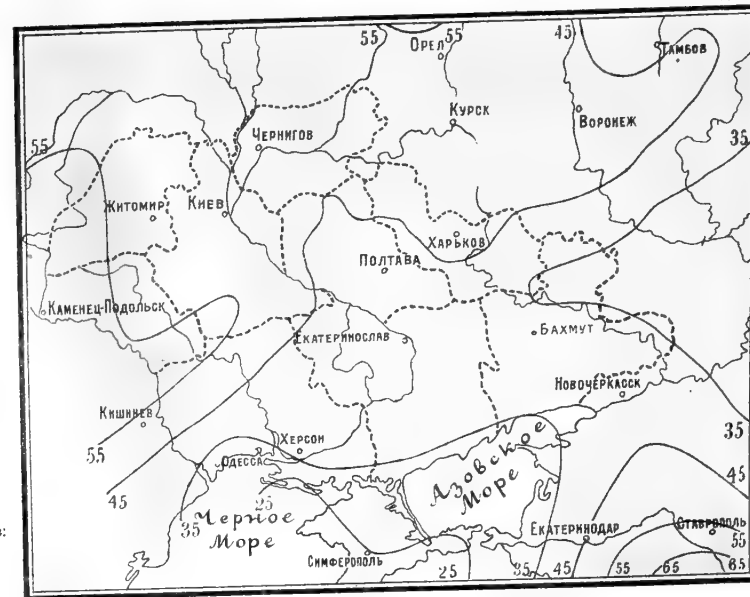 55
Орел 55
45
Тамбов
Курск
Воронеж
Чернигов
35
55
Житомир
Киев
Харьков
Полтава
Каменец-Подольск
Екатеринослав
Бахмут
Новочеркасск
Кишинев
Херсон
35
Одесса
Азовское
Море
55
45
45
25
35
Черное
Море
Екатеринодар
Ставрополь
55
Симферополь
25
35
45
55
65
65